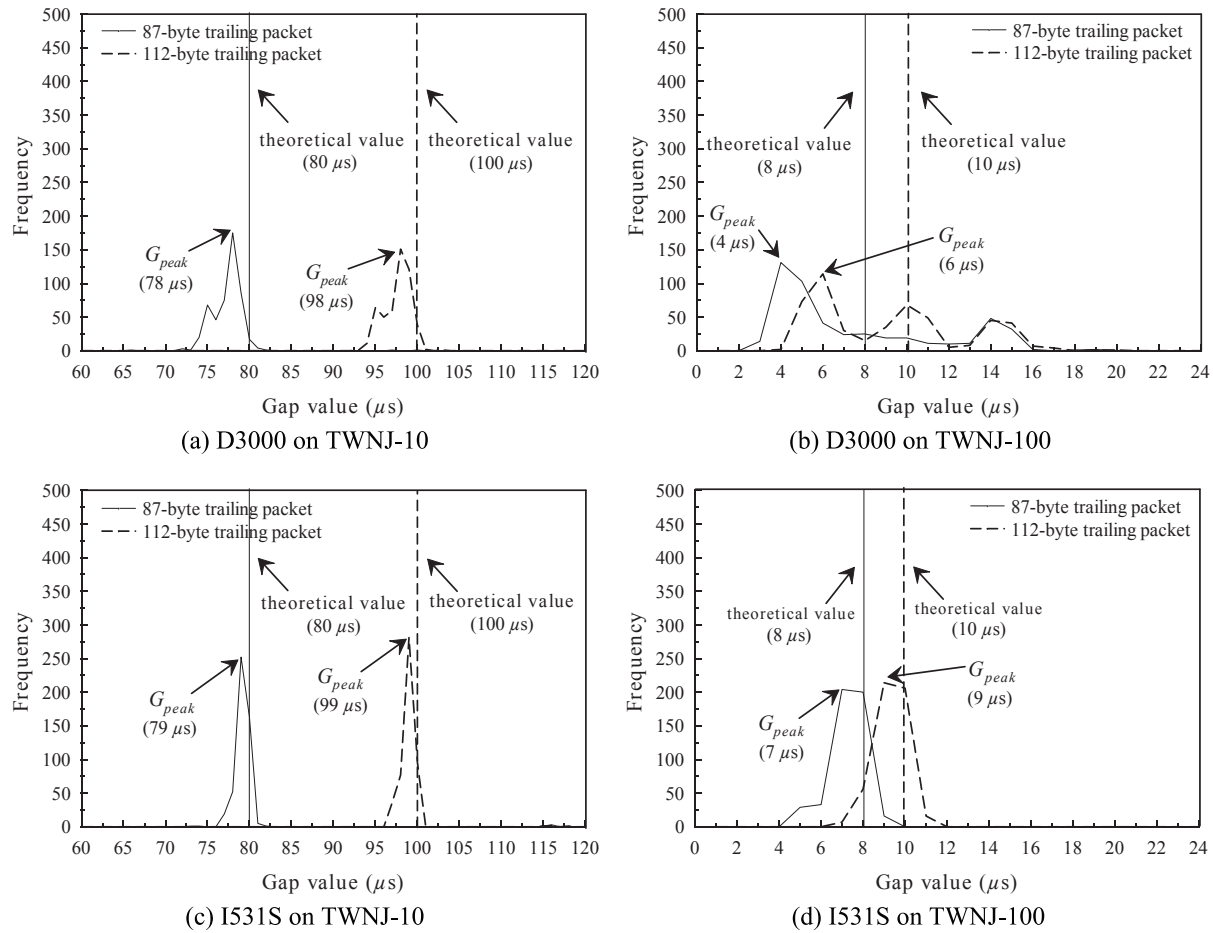 500
450
400
350
300
250
200
150
100
50
0
Frequency
87-byte trailing packet
112-byte trailing packet
theoretical value
(80 µs)
theoretical value
(100 µs)
G_peak
(78 µs)
G_peak
(98 µs)
60 65 70 75 80 85 90 95 100 105 110 115 120
Gap value (µs)
(a) D3000 on TWNJ-10
500
450
400
350
300
250
200
150
100
50
0
Frequency
87-byte trailing packet
112-byte trailing packet
theoretical value
(8 µs)
theoretical value
(10 µs)
G_peak
(4 µs)
G_peak
(6 µs)
0 2 4 6 8 10 12 14 16 18 20 22 24
Gap value (µs)
(b) D3000 on TWNJ-100
500
450
400
350
300
250
200
150
100
50
0
Frequency
87-byte trailing packet
112-byte trailing packet
theoretical value
(80 µs)
theoretical value
(100 µs)
G_peak
(79 µs)
G_peak
(99 µs)
60 65 70 75 80 85 90 95 100 105 110 115 120
Gap value (µs)
(c) I531S on TWNJ-10
500
450
400
350
300
250
200
150
100
50
0
Frequency
87-byte trailing packet
112-byte trailing packet
theoretical value
(8 µs)
theoretical value
(10 µs)
G_peak
(7 µs)
G_peak
(9 µs)
0 2 4 6 8 10 12 14 16 18 20 22 24
Gap value (µs)
(d) I531S on TWNJ-100